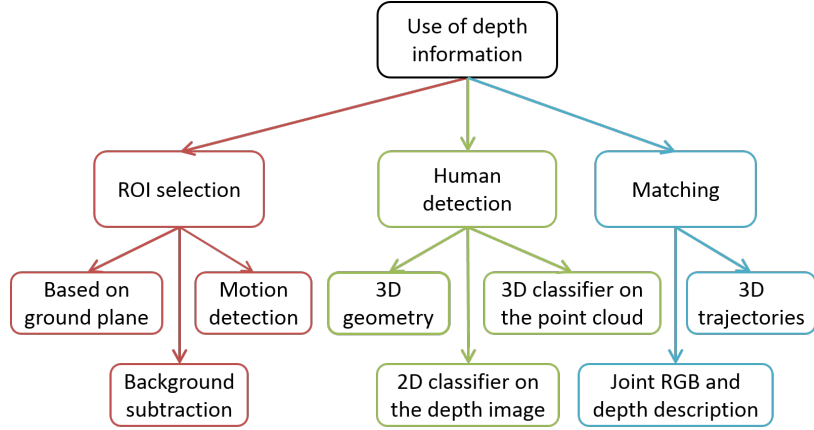 Use of depth
information
ROI selection
Human
detection
Matching
Based on
ground plane
Motion
detection
3D
geometry
3D classifier on
the point cloud
3D
trajectories
Background
subtraction
2D classifier on
the depth image
Joint RGB and
depth description